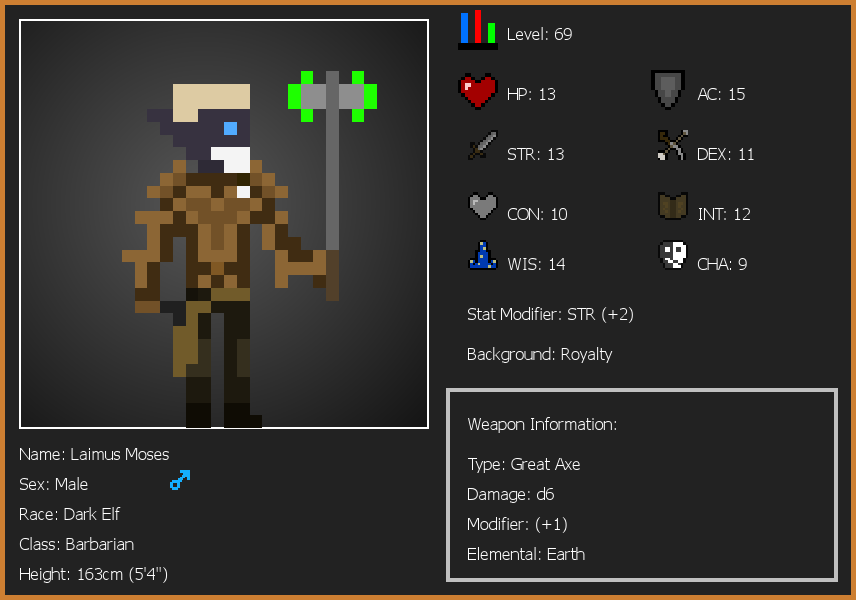 Level: 69
HP: 13
AC: 15
STR: 13
DEX: 11
CON: 10
INT: 12
WIS: 14
CHA: 9
Stat Modifier: STR (+2)
Background: Royalty
Weapon Information:
Type: Great Axe
Damage: d6
Modifier: (+1)
Elemental: Earth
Name: Laimus Moses
Sex: Male
Race: Dark Elf
Class: Barbarian
Height: 163cm (5'4")